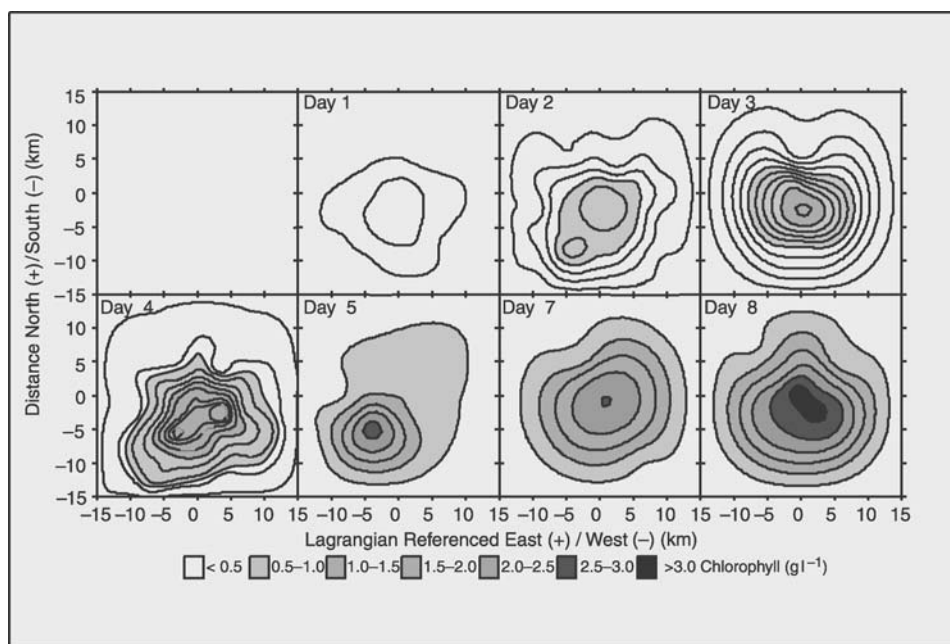 Distance North (+)/South (–) (km)
15
10
5
0
–5
–10
–15
Day 1
Day 2
Day 3
15
10
5
0
–5
–10
–15
Day 4
Day 5
Day 7
Day 8
–15 –10 –5 0 5 10 15 –10 –5 0 5 10 15 –10 –5 0 5 10 15 –10 –5 0 5 10 15
Lagrangian Referenced East (+) / West (–) (km)
< 0.5 0.5–1.0 1.0–1.5 1.5–2.0 2.0–2.5 2.5–3.0 >3.0 Chlorophyll (g l⁻¹)